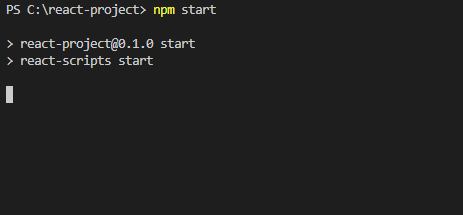 PS C:\react-project> npm start
> react-project@0.1.0 start
> react-scripts start